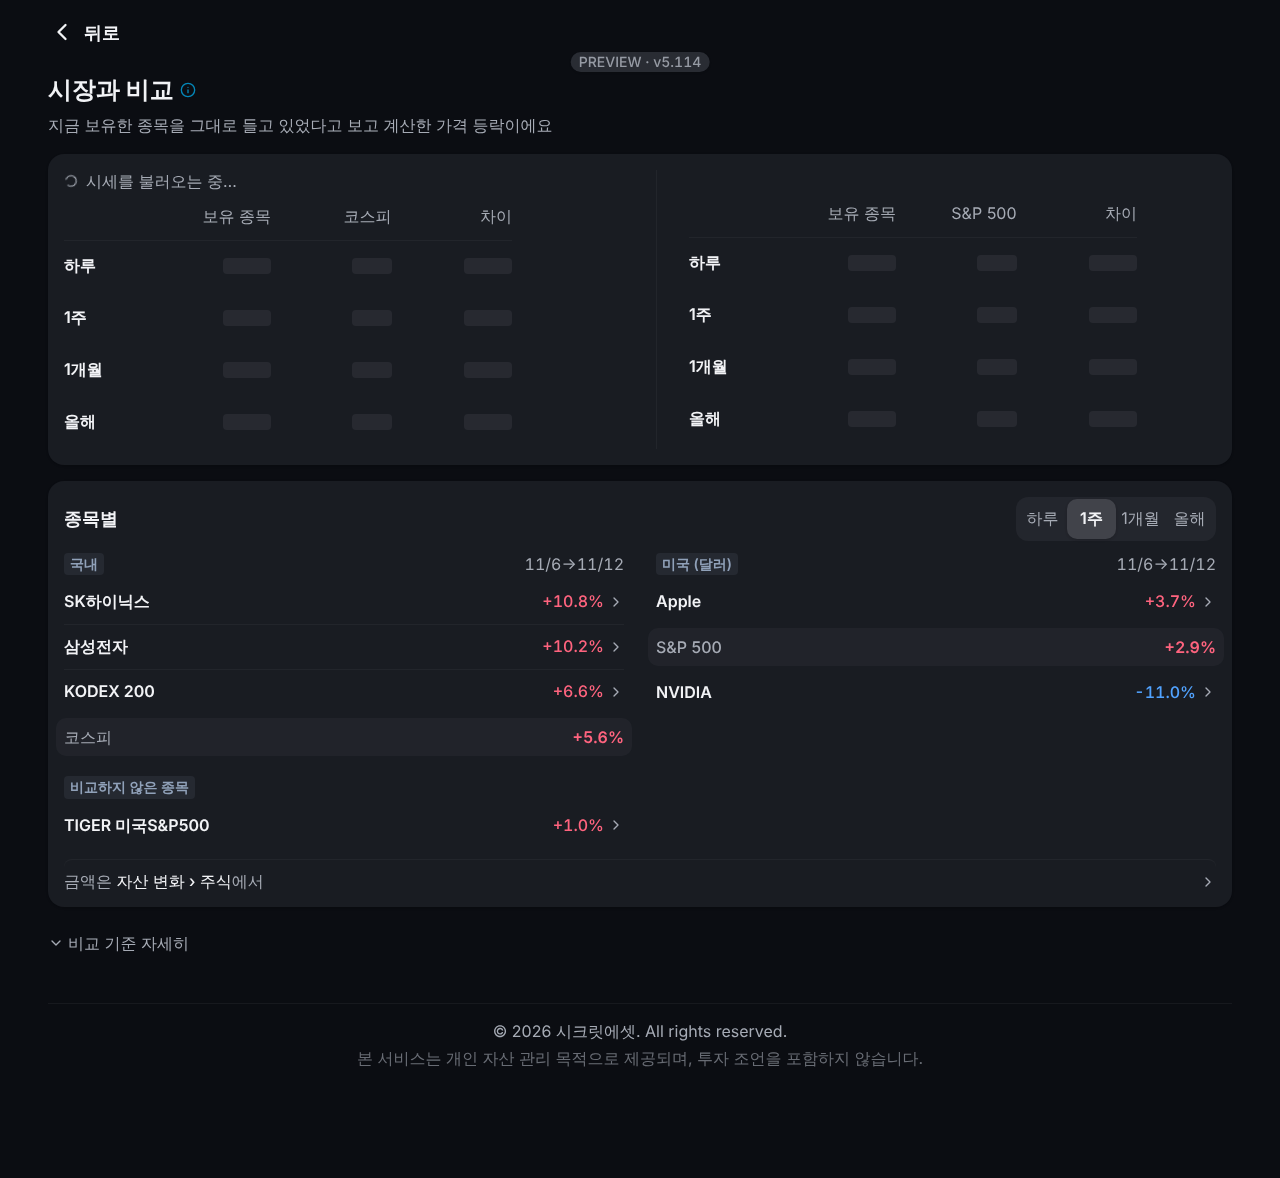 뒤로
PREVIEW · v5.114
시장과 비교
지금 보유한 종목을 그대로 들고 있었다고 보고 계산한 가격 등락이에요
시세를 불러오는 중…
보유 종목 코스피 차이
하루
1주
1개월
올해
보유 종목 S&P 500 차이
하루
1주
1개월
올해
종목별
하루 1주 1개월 올해
국내 11/6→11/12
SK하이닉스 +10.8%
삼성전자 +10.2%
KODEX 200 +6.6%
코스피 +5.6%
비교하지 않은 종목
TIGER 미국S&P500 +1.0%
미국 (달러) 11/6→11/12
Apple +3.7%
S&P 500 +2.9%
NVIDIA -11.0%
금액은 자산 변화 › 주식에서
비교 기준 자세히
© 2026 시크릿에셋. All rights reserved.
본 서비스는 개인 자산 관리 목적으로 제공되며, 투자 조언을 포함하지 않습니다.